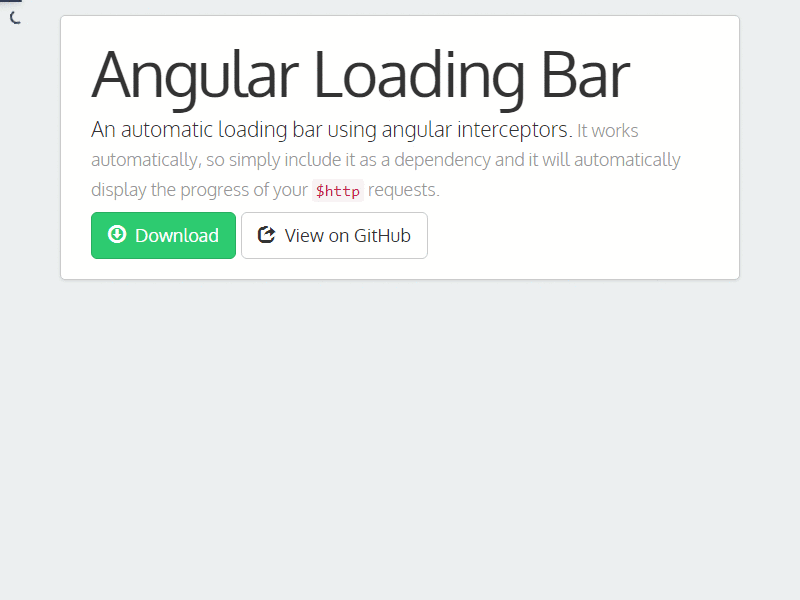 Angular Loading Bar
An automatic loading bar using angular interceptors. It works
automatically, so simply include it as a dependency and it will automatically
display the progress of your $http requests.
Download View on GitHub